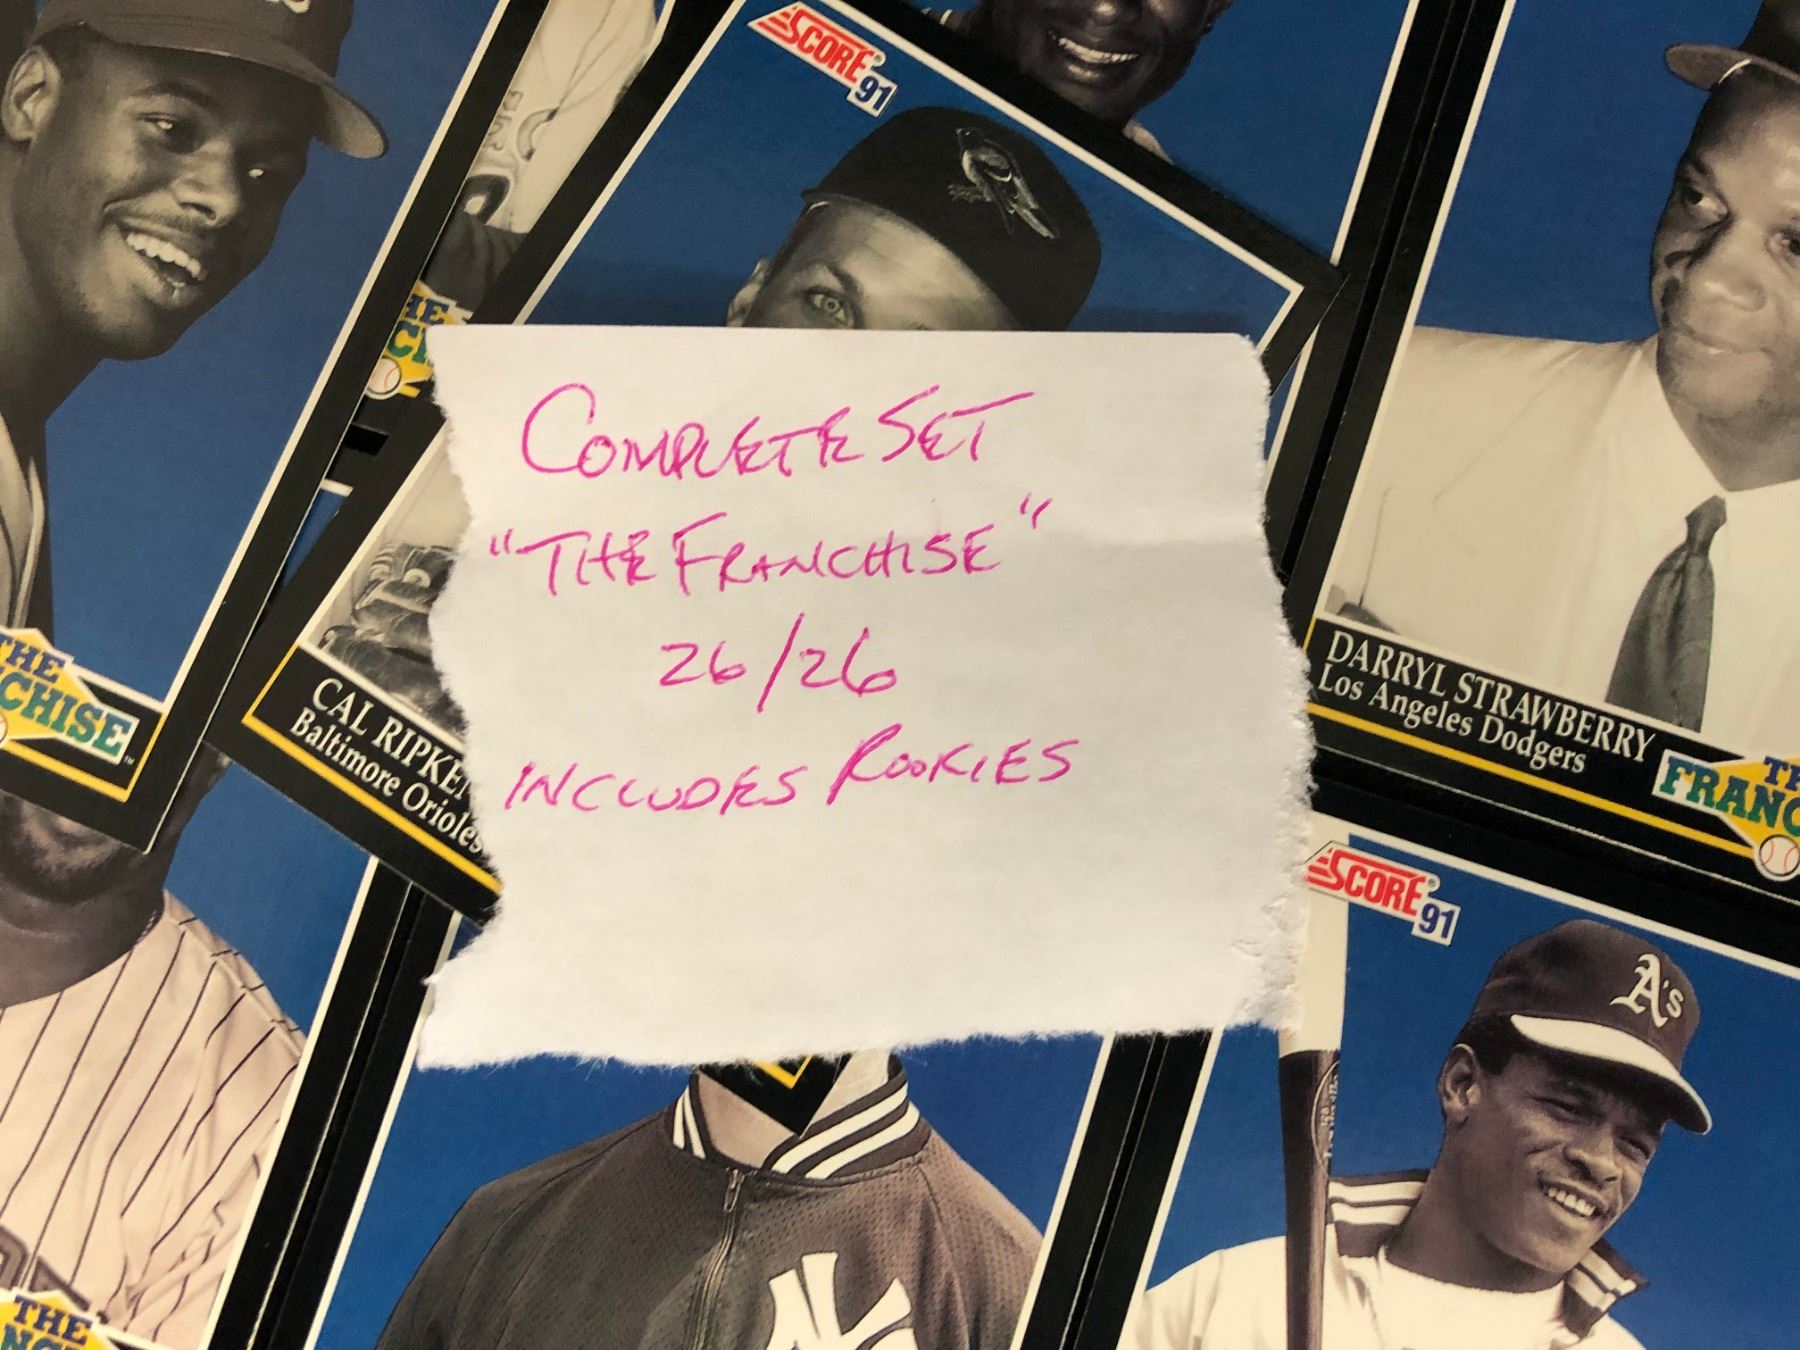 SCORE® 91
COMPLETE SET
"THE FRANCHISE"
26/26
INCLUDES ROOKIES
CAL RIPKEN
Baltimore Orioles
DARRYL STRAWBERRY
Los Angeles Dodgers
SCORE® 91
A's
NY
THE